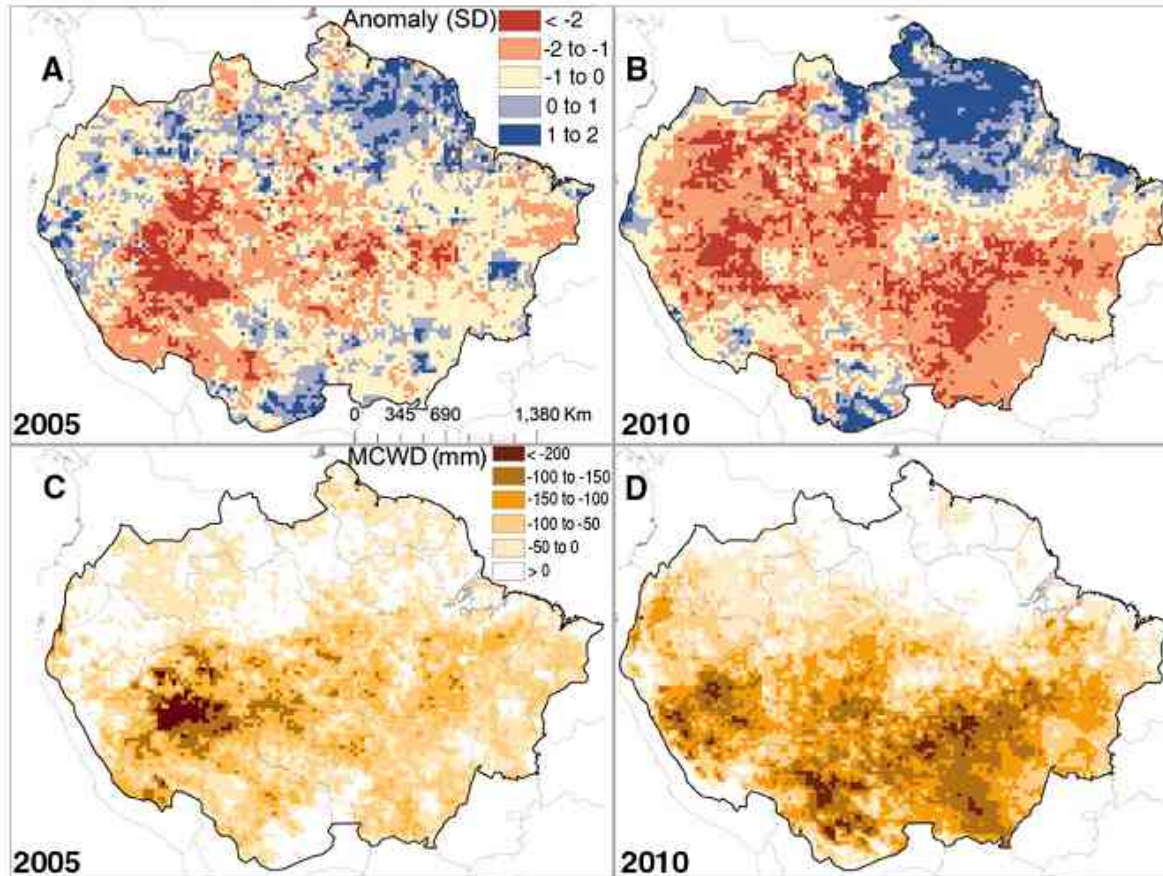 Anomaly (SD)
A
< -2
-2 to -1
-1 to 0
0 to 1
1 to 2
2005
0 345 690 1,380 Km
B
2010
C
MCWD (mm)
< -200
-100 to -150
-150 to -100
-100 to -50
-50 to 0
> 0
2005
D
2010